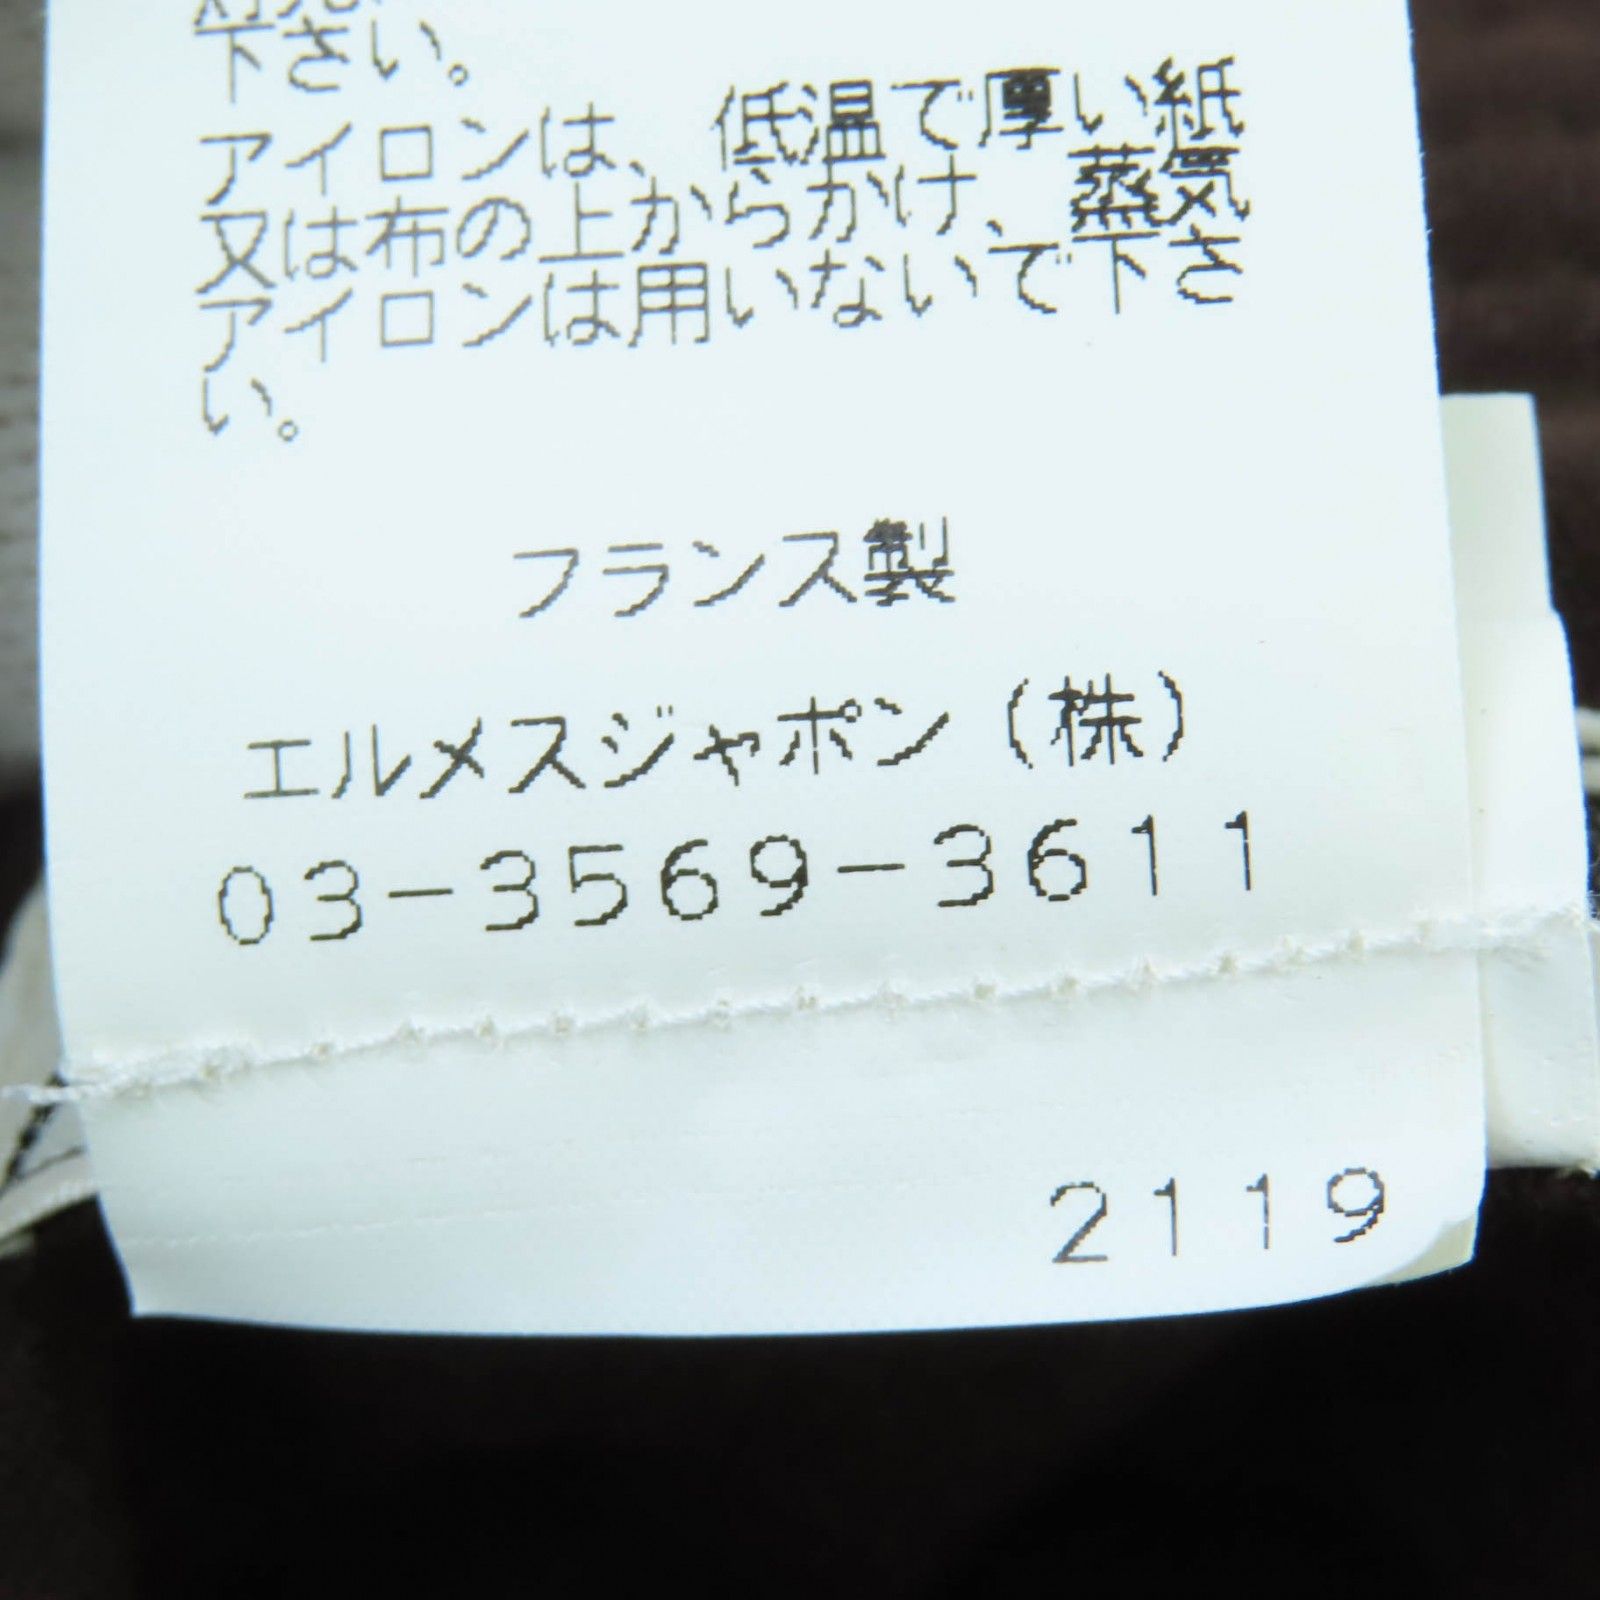 下さい。
アイロンは、低温で厚い紙
又は布の上からかけ、蒸気
アイロンは用いないで下さ
い。
フランス製
エルメスジャポン（株）
03-3569-3611
2119